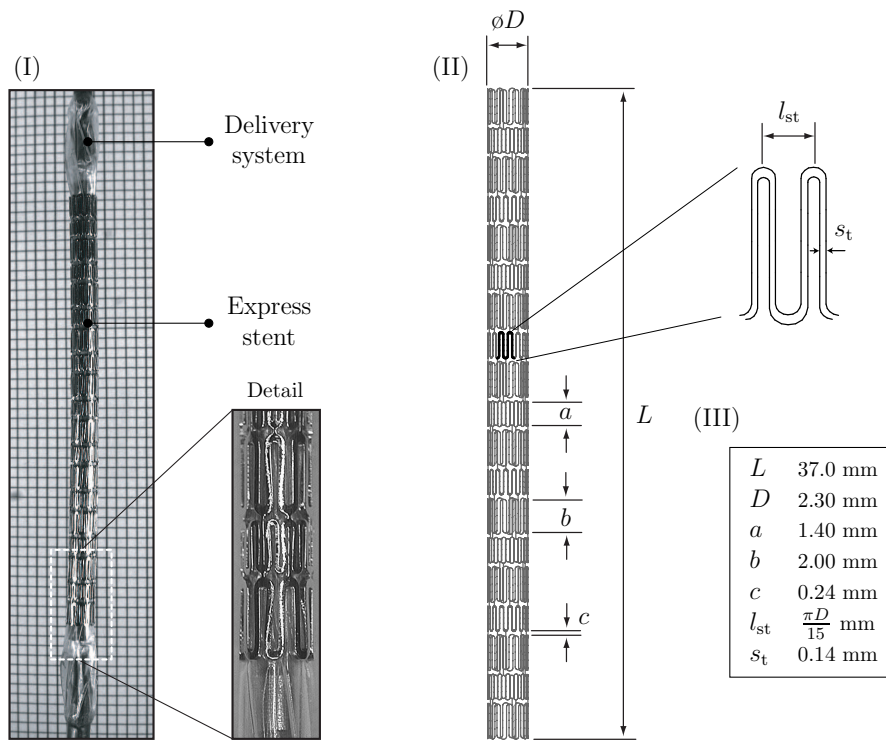 (I)
Delivery
system
Express
stent
Detail
(II)
øD
L
a
b
c
l_st
s_t
(III)
L 37.0 mm
D 2.30 mm
a 1.40 mm
b 2.00 mm
c 0.24 mm
l_st πD/15 mm
s_t 0.14 mm